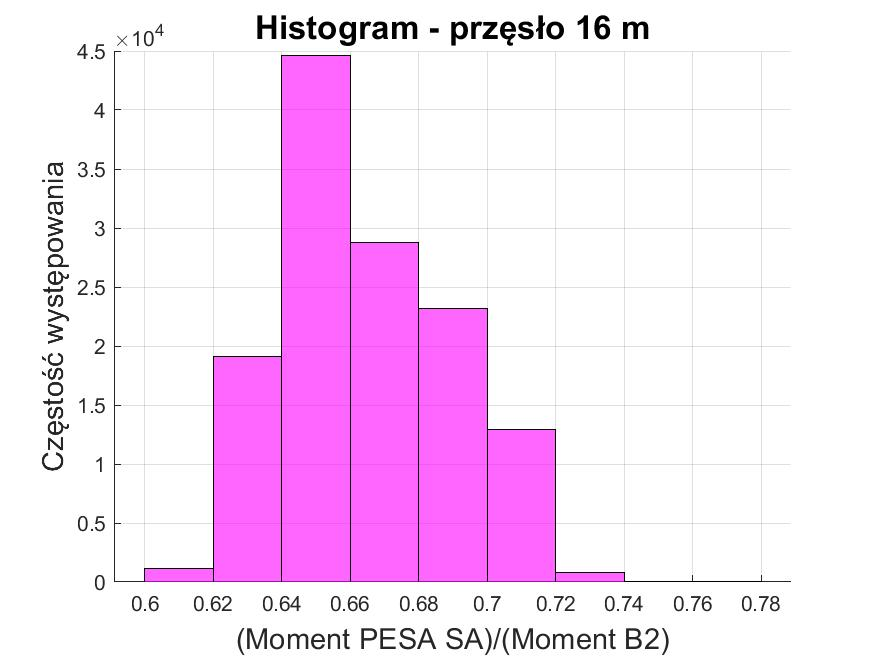 Histogram - przęsło 16 m
×10⁴
4.5
4
3.5
3
2.5
2
1.5
1
0.5
0
Częstość występowania
0.6 0.62 0.64 0.66 0.68 0.7 0.72 0.74 0.76 0.78
(Moment PESA SA)/(Moment B2)